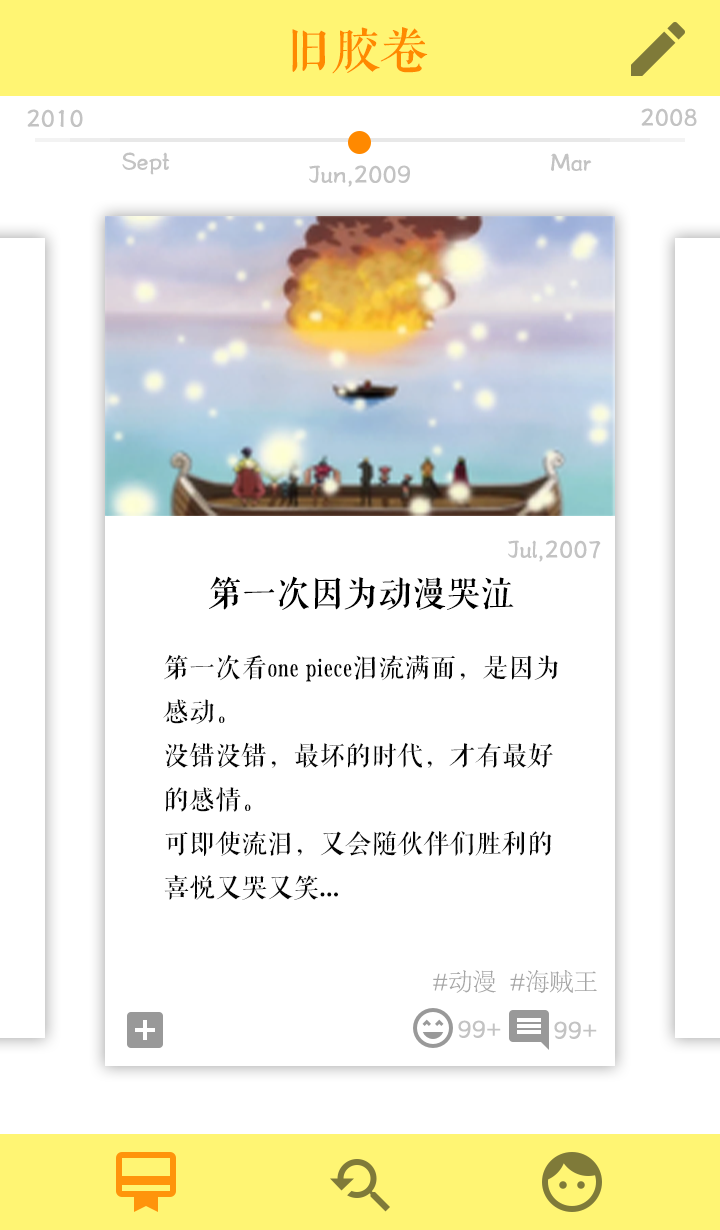 旧胶卷
2010
2008
Sept
Jun,2009
Mar
Jul,2007
第一次因为动漫哭泣
第一次看one piece泪流满面，是因为
感动。
没错没错，最坏的时代，才有最好
的感情。
可即使流泪，又会随伙伴们胜利的
喜悦又哭又笑...
#动漫 #海贼王
99+ 99+